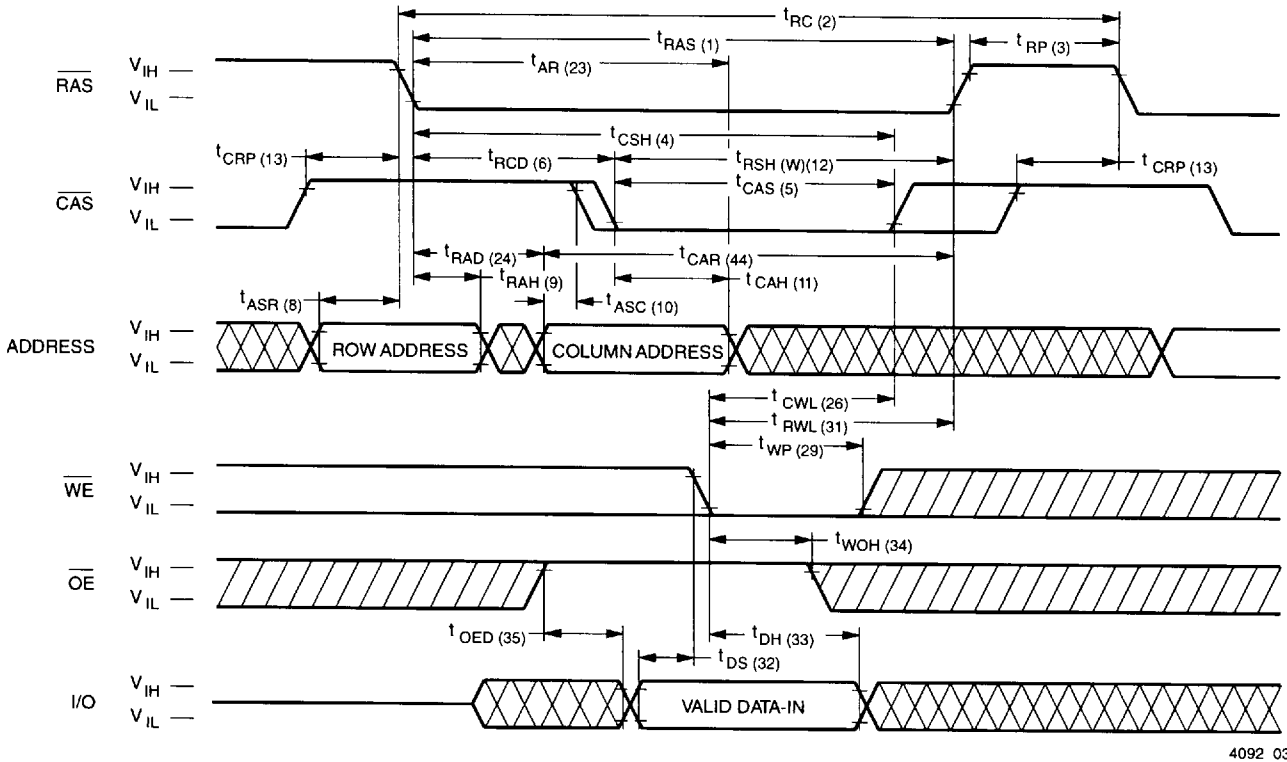 t RC (2)
t RAS (1)
t RP (3)
t AR (23)
RAS
V IH
V IL
t CSH (4)
t CRP (13)
t RCD (6)
t RSH (W)(12)
t CRP (13)
CAS
V IH
V IL
t CAS (5)
t RAD (24)
t CAR (44)
t RAH (9)
t CAH (11)
t ASR (8)
t ASC (10)
ADDRESS
V IH
V IL
ROW ADDRESS
COLUMN ADDRESS
t CWL (26)
t RWL (31)
t WP (29)
WE
V IH
V IL
t WOH (34)
OE
V IH
V IL
t OED (35)
t DH (33)
t DS (32)
I/O
V IH
V IL
VALID DATA-IN
4092 03